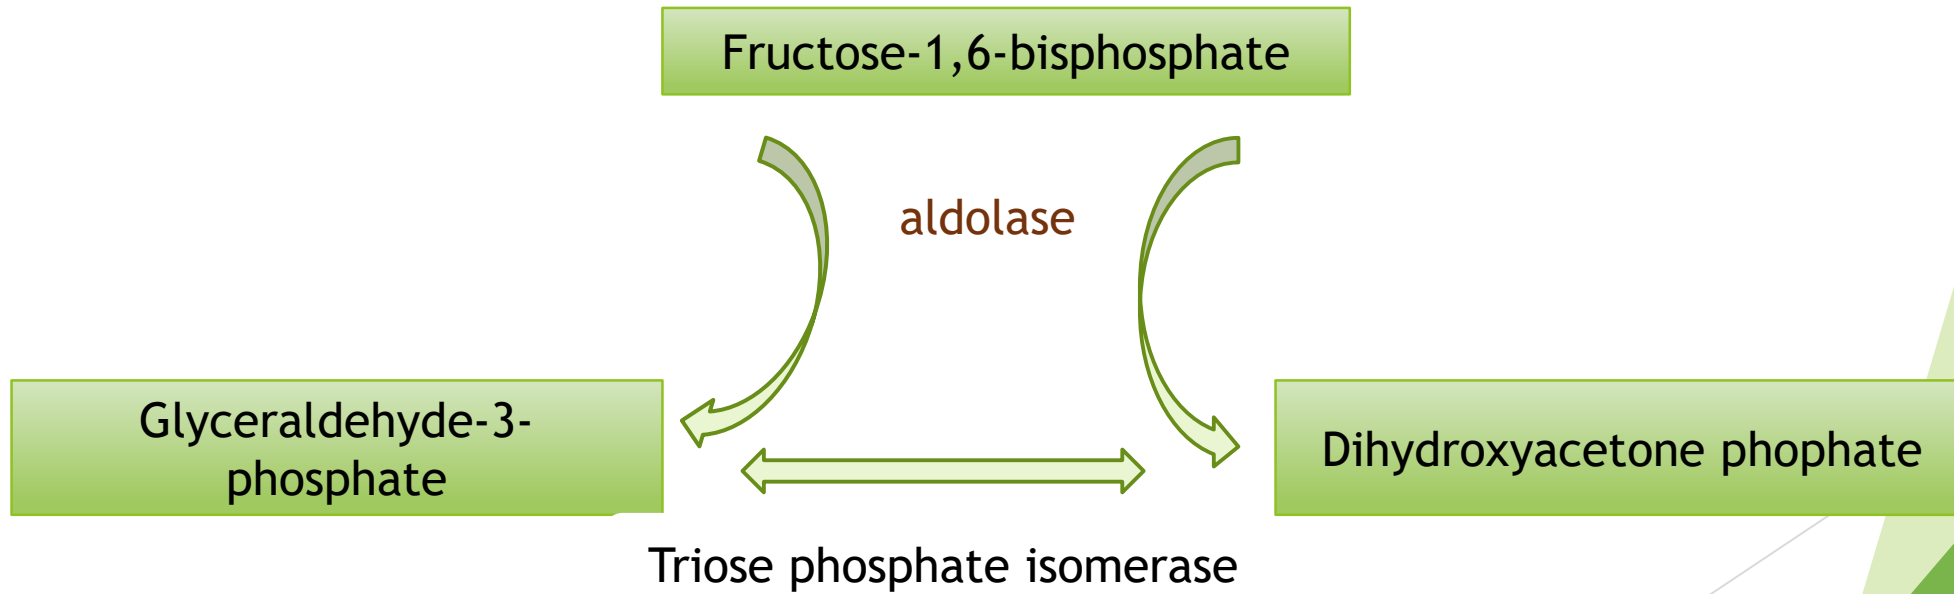 Fructose-1,6-bisphosphate
aldolase
Glyceraldehyde-3-
phosphate
Dihydroxyacetone phophate
Triose phosphate isomerase